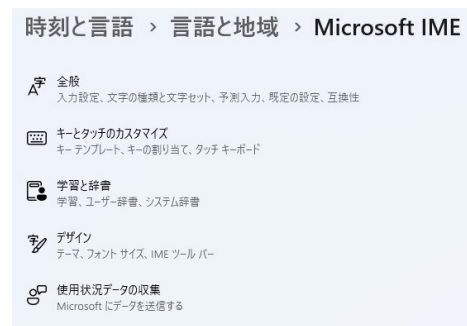 時刻と言語 › 言語と地域 › Microsoft IME
全般
入力設定、文字の種類と文字セット、予測入力、既定の設定、互換性
キーとタッチのカスタマイズ
キー テンプレート、キーの割り当て、タッチ キーボード
学習と辞書
学習、ユーザー辞書、システム辞書
デザイン
テーマ、フォント サイズ、IME ツール バー
使用状況データの収集
Microsoft にデータを送信する